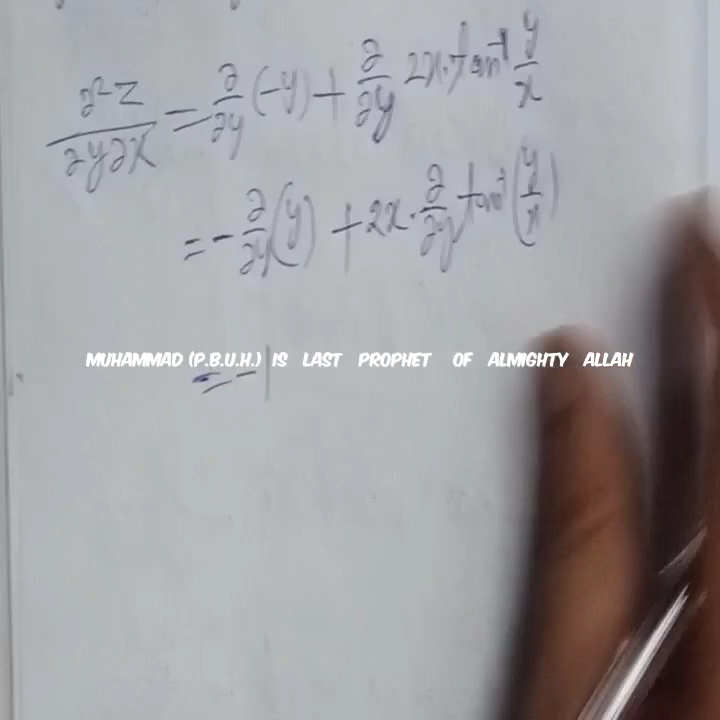 ∂²z/∂y∂x = ∂/∂y (-y) + ∂/∂y 2x·tan⁻¹ y/x
= - ∂/∂y (y) + 2x · ∂/∂y tan⁻¹ (y/x)
MUHAMMAD (P.B.U.H.) IS LAST PROPHET OF ALMIGHTY ALLAH
= -1